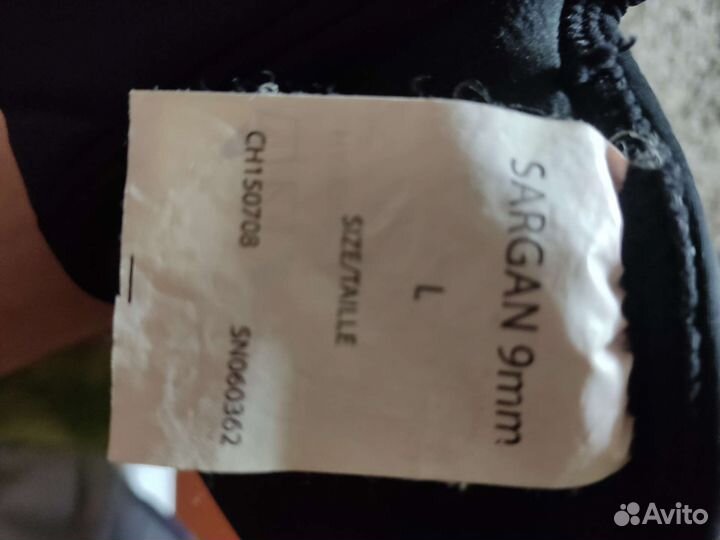 SARGAN 9mm
L
SIZE/TAILLE
CH150708 SN060362
Avito